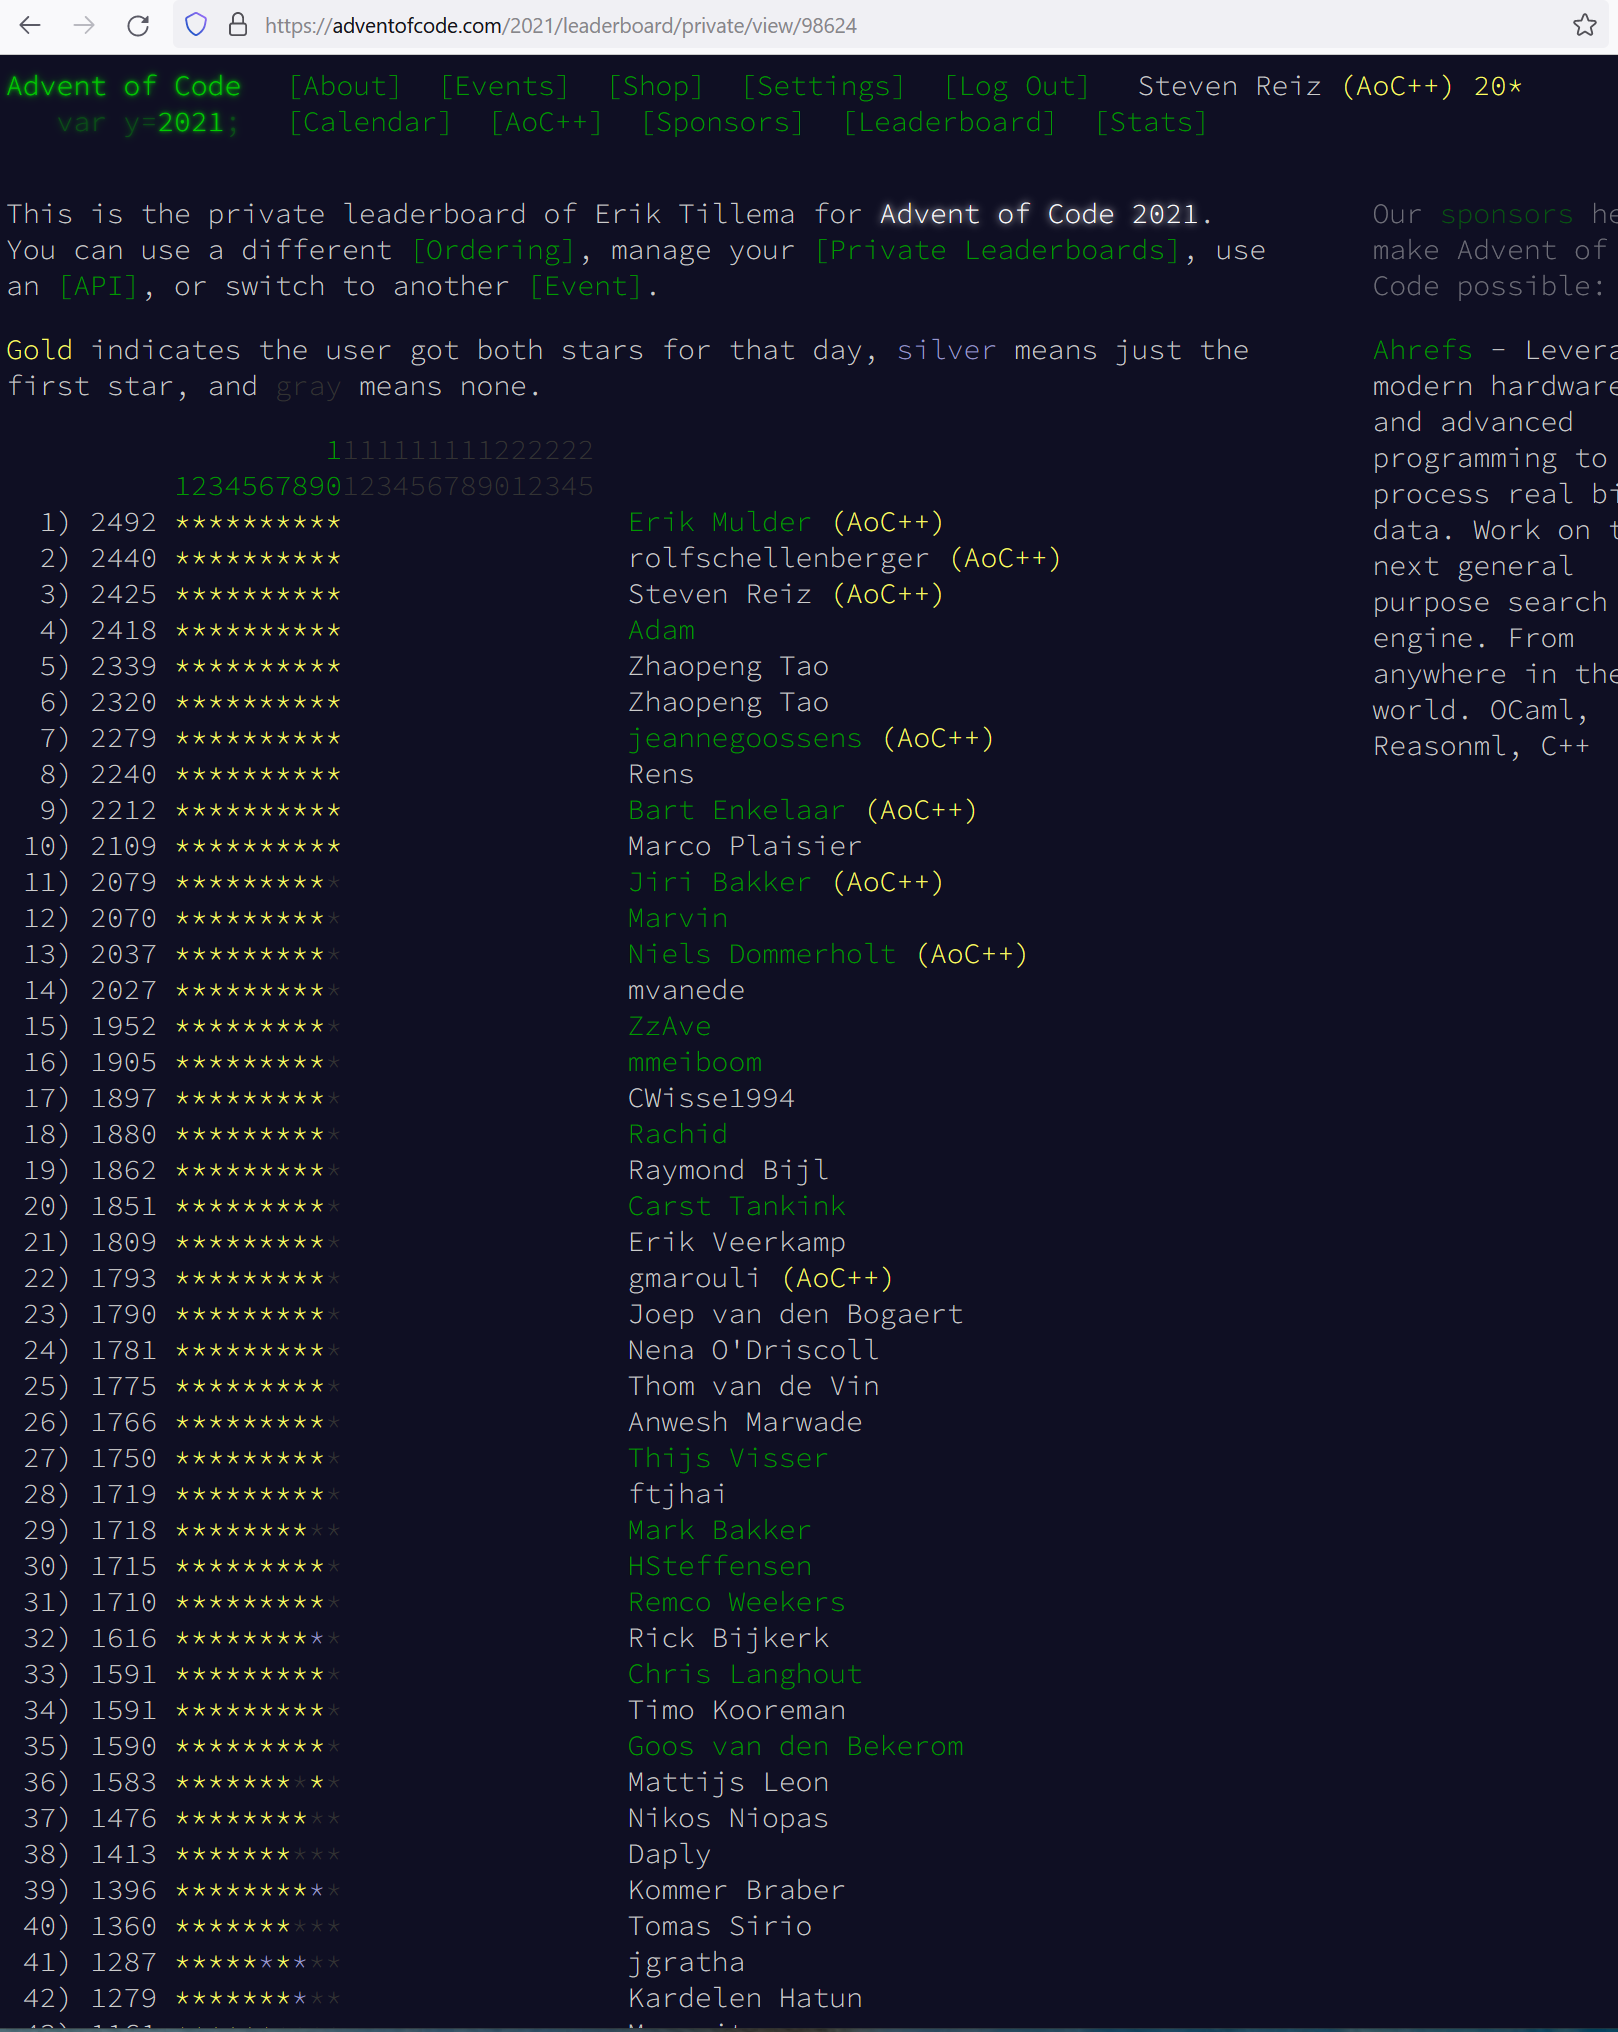 https://adventofcode.com/2021/leaderboard/private/view/98624
Advent of Code [About] [Events] [Shop] [Settings] [Log Out] Steven Reiz (AoC++) 20*
var y=2021; [Calendar] [AoC++] [Sponsors] [Leaderboard] [Stats]
This is the private leaderboard of Erik Tillema for Advent of Code 2021.
You can use a different [Ordering], manage your [Private Leaderboards], use
an [API], or switch to another [Event].
Gold indicates the user got both stars for that day, silver means just the
first star, and gray means none.
1111111111222222
1234567890123456789012345
1) 2492 ********** Erik Mulder (AoC++)
2) 2440 ********** rolfschellenberger (AoC++)
3) 2425 ********** Steven Reiz (AoC++)
4) 2418 ********** Adam
5) 2339 ********** Zhaopeng Tao
6) 2320 ********** Zhaopeng Tao
7) 2279 ********** jeannegoossens (AoC++)
8) 2240 ********** Rens
9) 2212 ********** Bart Enkelaar (AoC++)
10) 2109 ********** Marco Plaisier
11) 2079 ********** Jiri Bakker (AoC++)
12) 2070 ********** Marvin
13) 2037 ********** Niels Dommerholt (AoC++)
14) 2027 ********** mvanede
15) 1952 ********** ZzAve
16) 1905 ********** mmeiboom
17) 1897 ********** CWisse1994
18) 1880 ********** Rachid
19) 1862 ********** Raymond Bijl
20) 1851 ********** Carst Tankink
21) 1809 ********** Erik Veerkamp
22) 1793 ********** gmarouli (AoC++)
23) 1790 ********** Joep van den Bogaert
24) 1781 ********** Nena O'Driscoll
25) 1775 ********** Thom van de Vin
26) 1766 ********** Anwesh Marwade
27) 1750 ********** Thijs Visser
28) 1719 ********** ftjhai
29) 1718 ********** Mark Bakker
30) 1715 ********** HSteffensen
31) 1710 ********** Remco Weekers
32) 1616 ********** Rick Bijkerk
33) 1591 ********** Chris Langhout
34) 1591 ********** Timo Kooreman
35) 1590 ********** Goos van den Bekerom
36) 1583 ********** Mattijs Leon
37) 1476 ********** Nikos Niopas
38) 1413 ********** Daply
39) 1396 ********** Kommer Braber
40) 1360 ********** Tomas Sirio
41) 1287 ********** jgratha
42) 1279 ********** Kardelen Hatun
Our sponsors he
make Advent of
Code possible:
Ahrefs - Levera
modern hardware
and advanced
programming to
process real bi
data. Work on t
next general
purpose search
engine. From
anywhere in the
world. OCaml,
Reasonml, C++